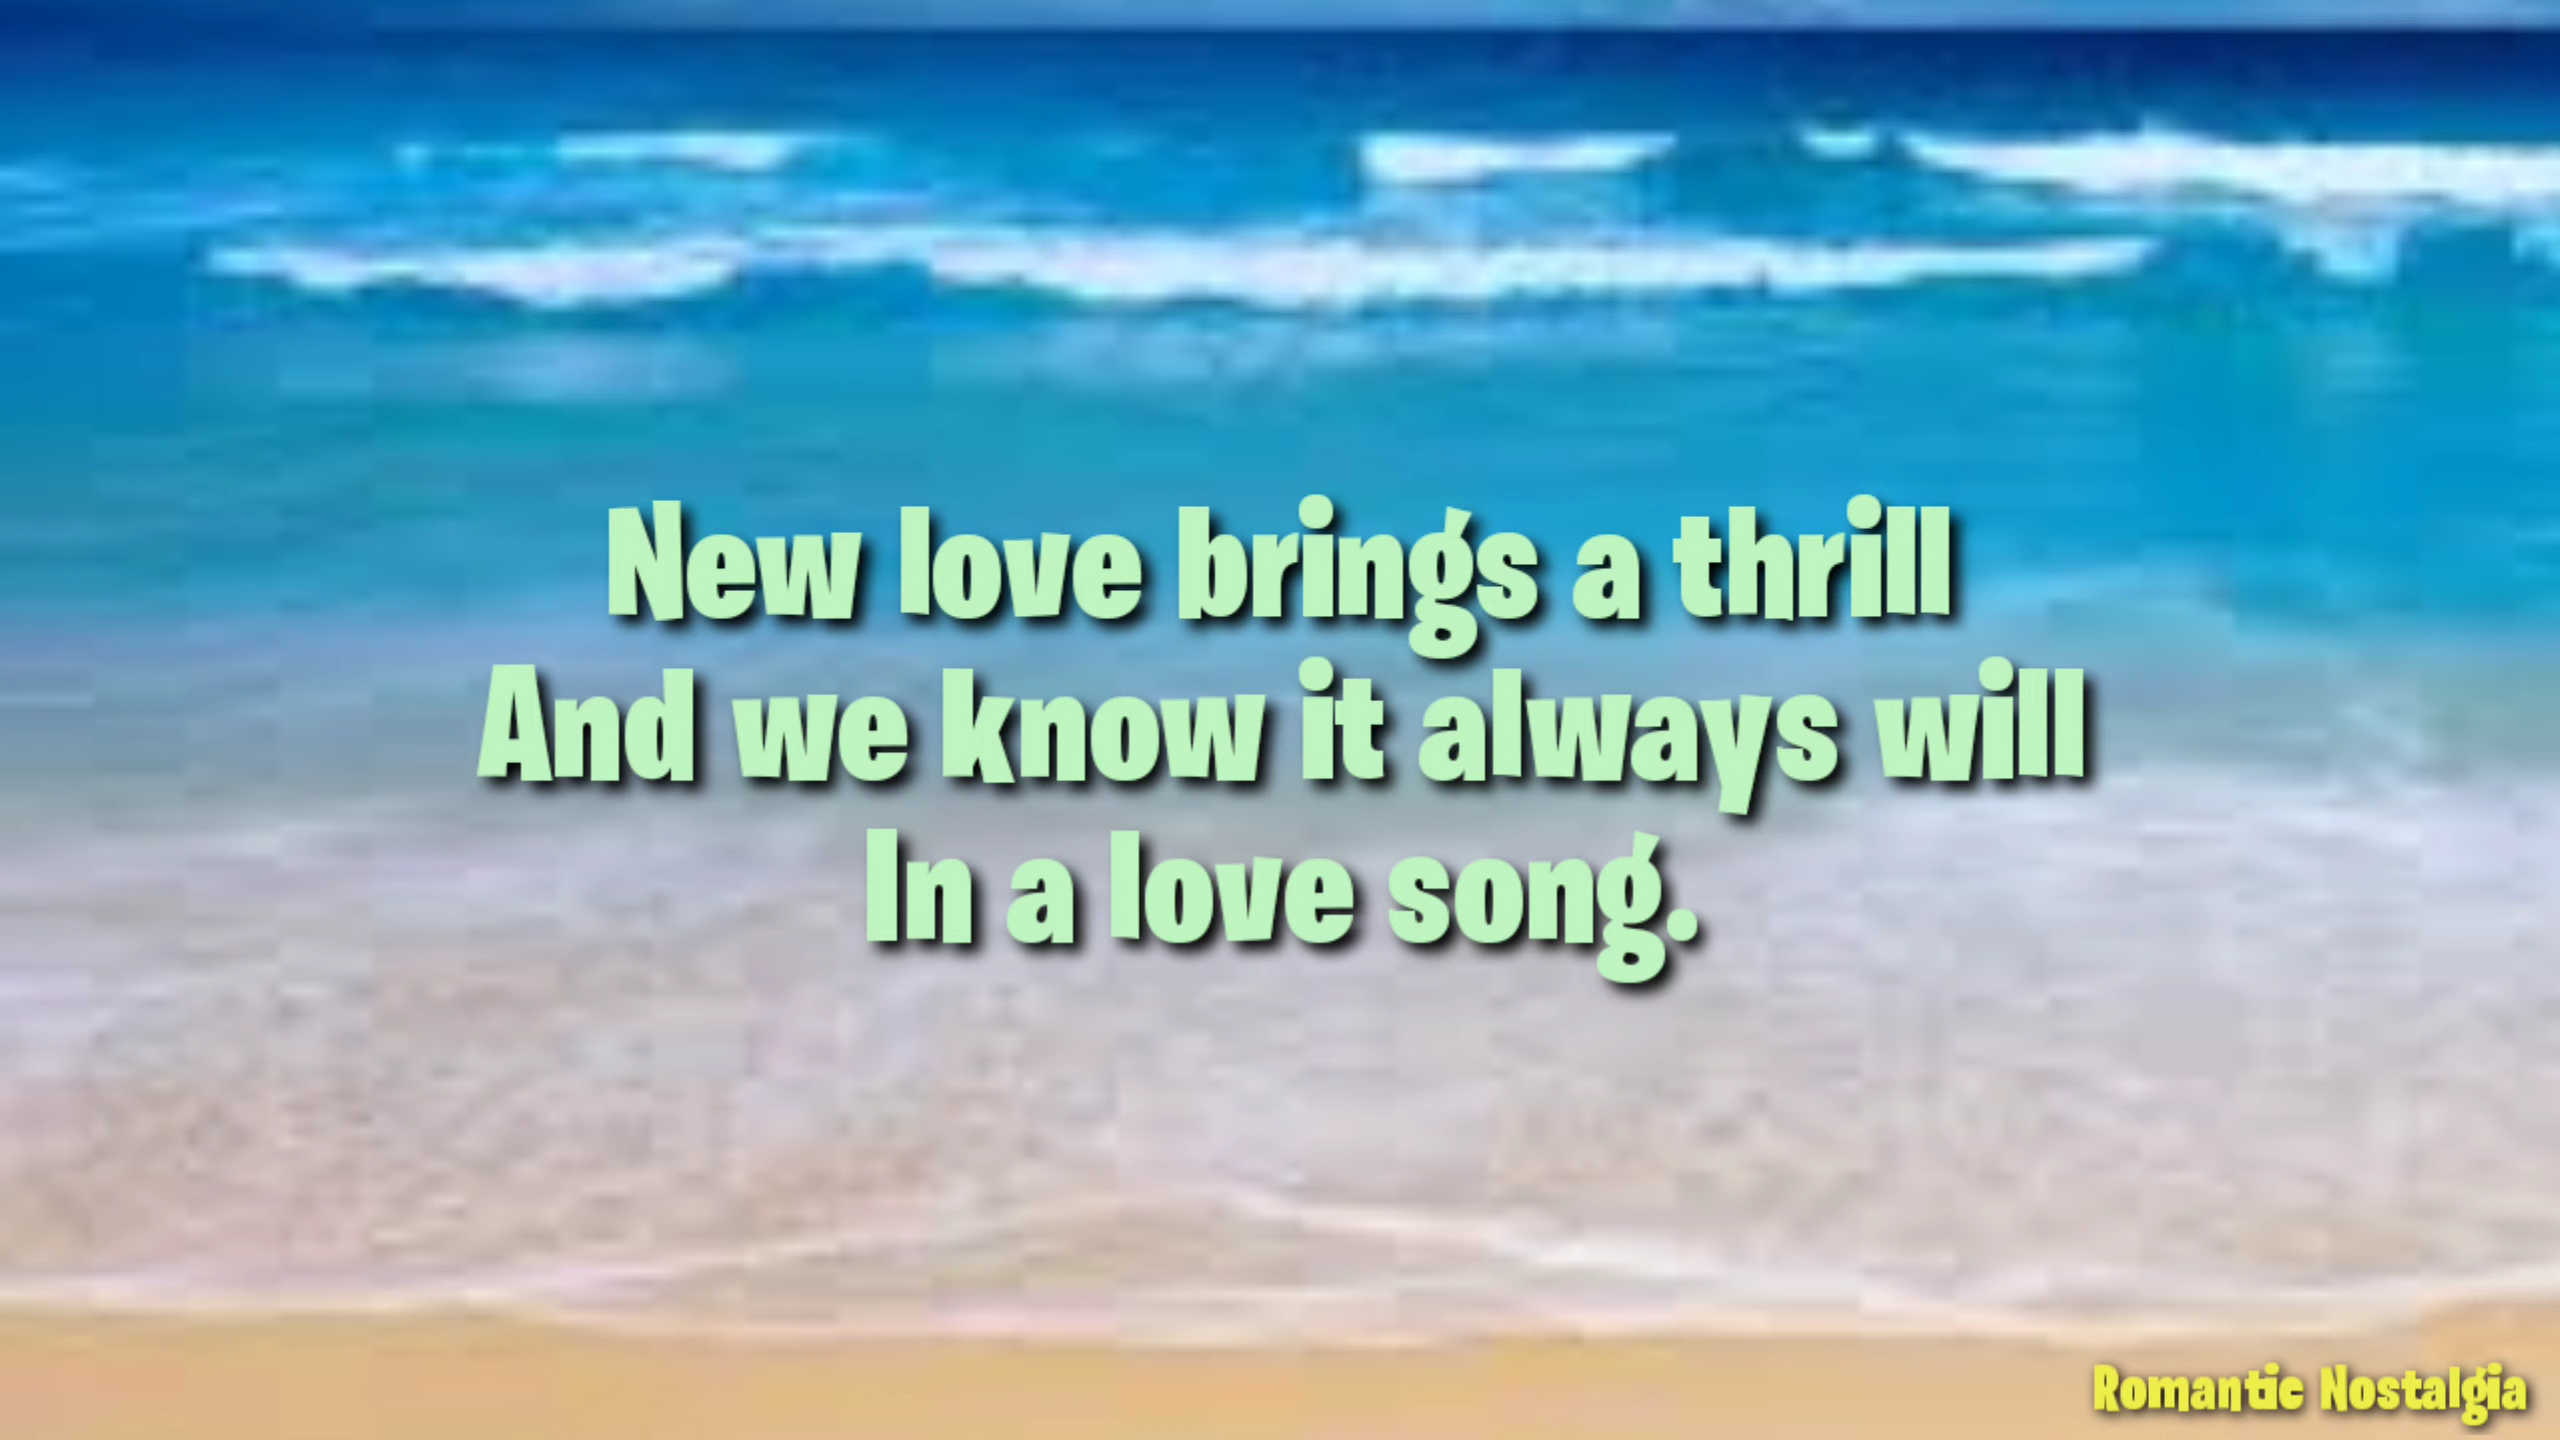 New love brings a thrill
And we know it always will
In a love song.
Romantic Nostalgia